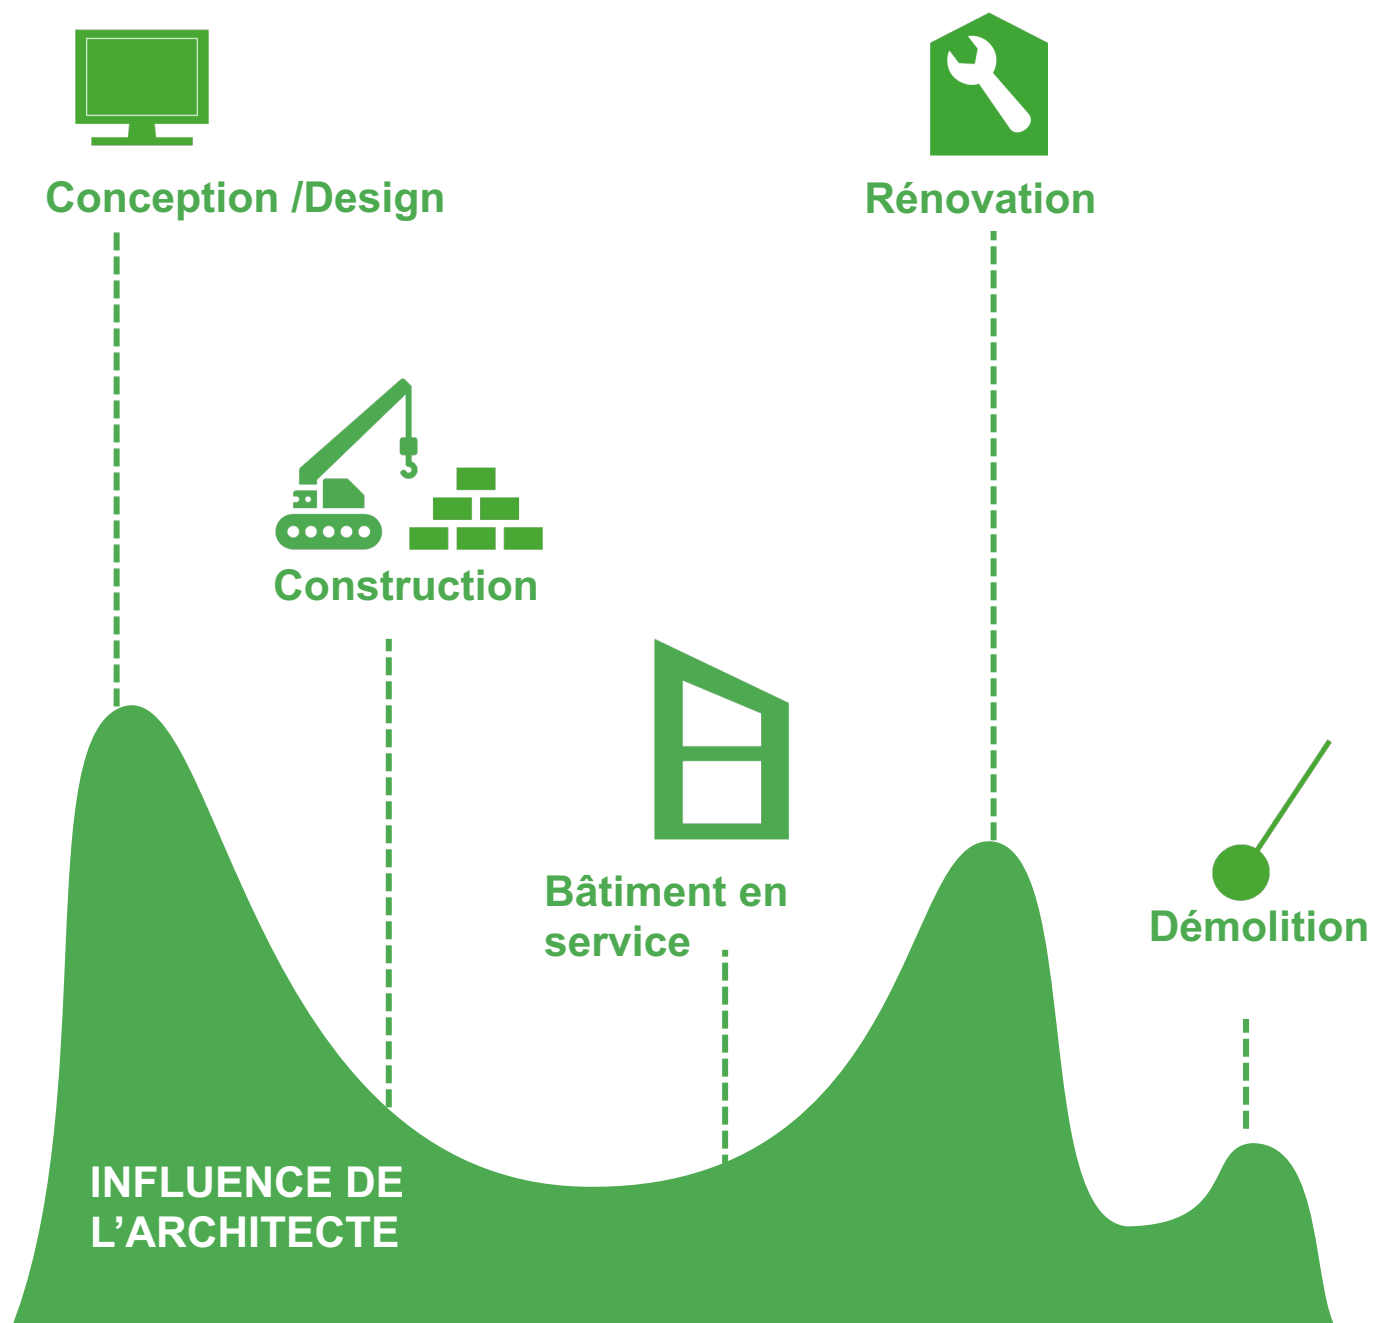 Conception /Design
Rénovation
Construction
Bâtiment en
service
Démolition
INFLUENCE DE
L’ARCHITECTE